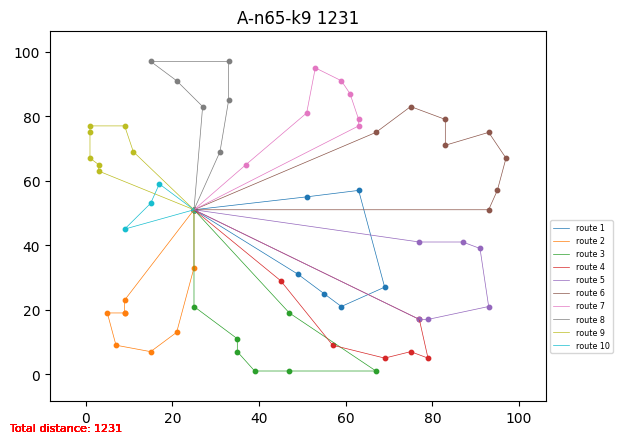 A-n65-k9 1231
100
80
60
40
20
0
0 20 40 60 80 100
route 1
route 2
route 3
route 4
route 5
route 6
route 7
route 8
route 9
route 10
Total distance: 1231